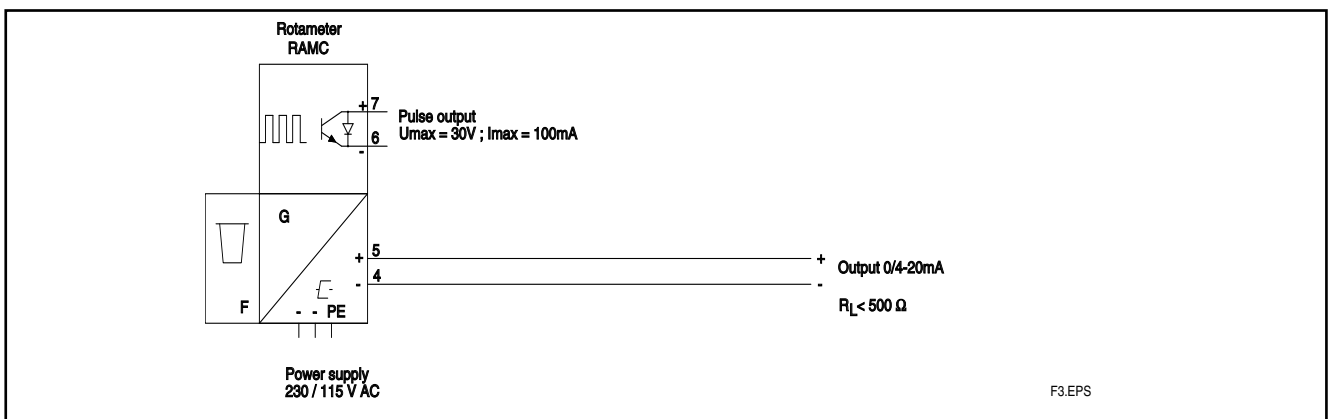 Rotameter
RAMC
+ 7
Pulse output
Umax = 30V ; Imax = 100mA
6
-
G
+ 5
+ Output 0/4-20mA
- 4
-
RL< 500 Ω
F
- - PE
Power supply
230 / 115 V AC
F3.EPS